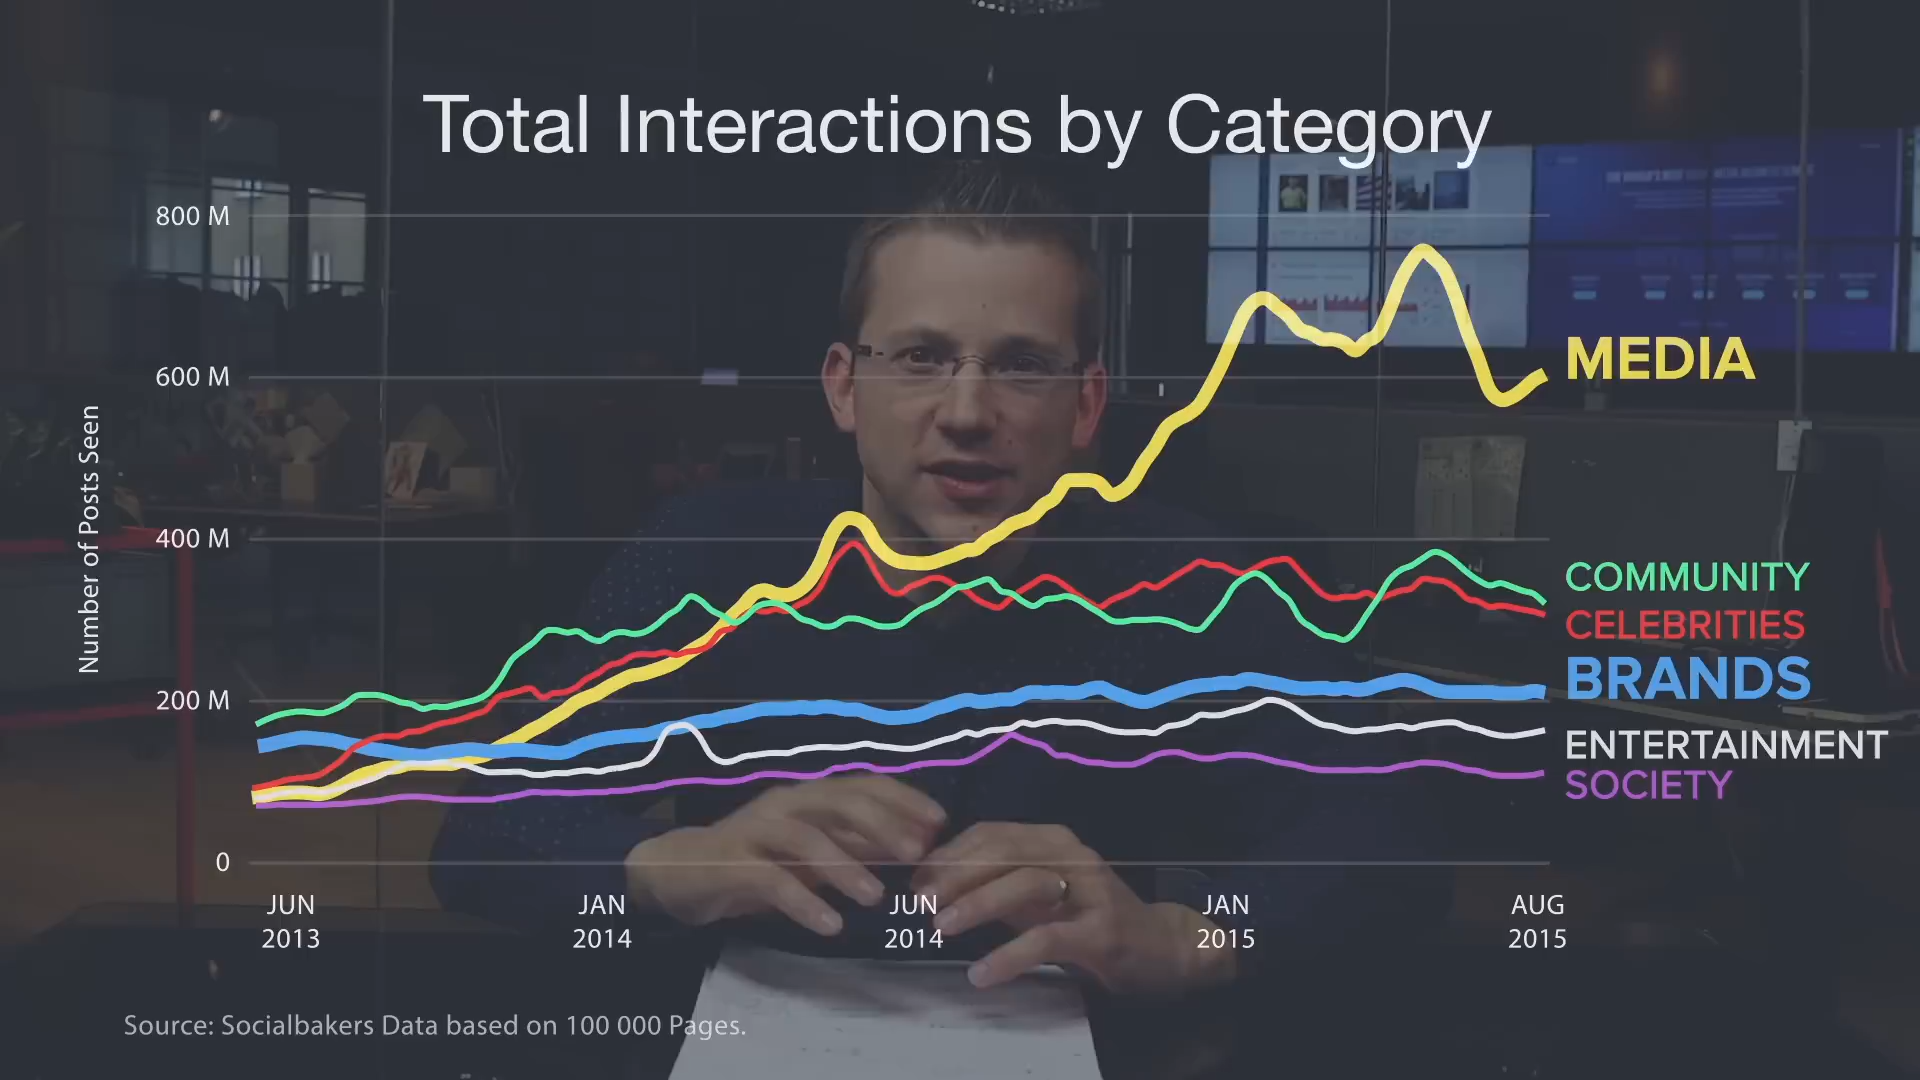 Total Interactions by Category
800 M
600 M
400 M
200 M
0
Number of Posts Seen
MEDIA
COMMUNITY
CELEBRITIES
BRANDS
ENTERTAINMENT
SOCIETY
JUN
2013
JAN
2014
JUN
2014
JAN
2015
AUG
2015
Source: Socialbakers Data based on 100 000 Pages.